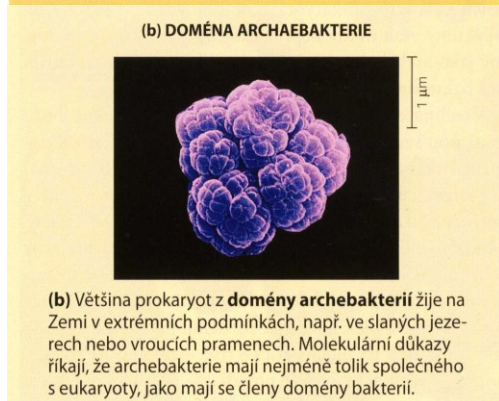 (b) DOMÉNA ARCHAEBAKTERIE
1 μm
(b) Většina prokaryot z domény archebakterií žije na
Zemi v extrémních podmínkách, např. ve slaných jeze-
rech nebo vroucích pramenech. Molekulární důkazy
říkají, že archebakterie mají nejméně tolik společného
s eukaryoty, jako mají se členy domény bakterií.